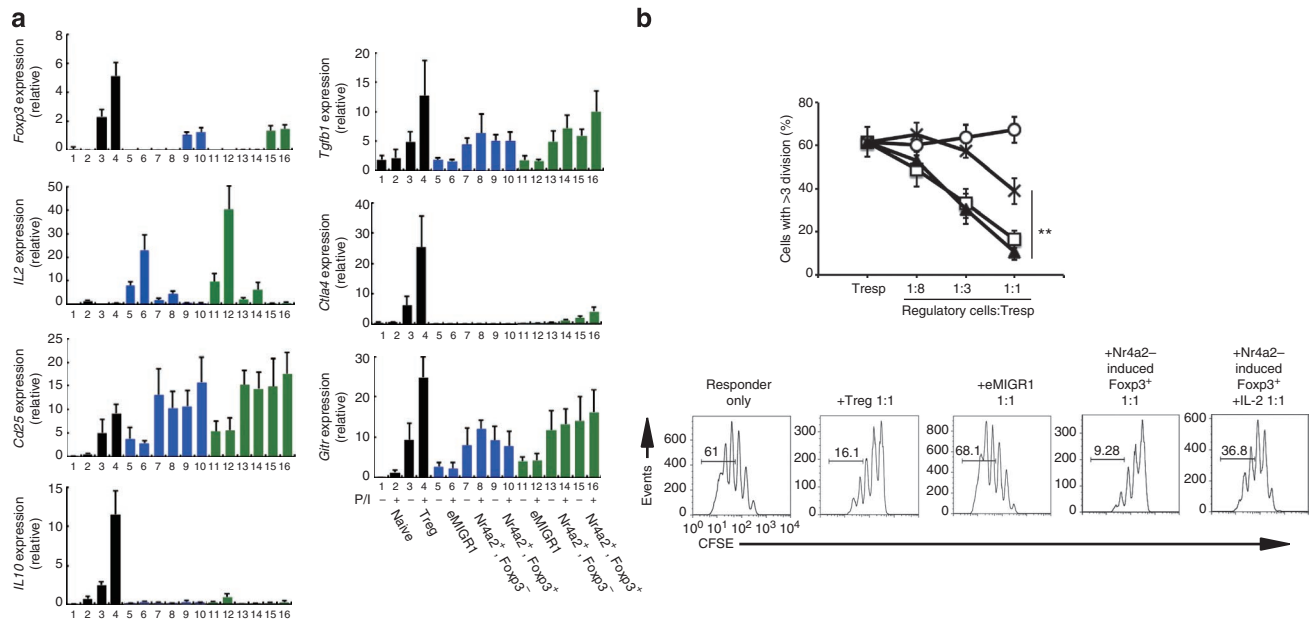 a
Foxp3 expression
(relative)
8
6
4
2
0
1 2 3 4 5 6 7 8 9 10 11 12 13 14 15 16
IL2 expression
(relative)
50
40
30
20
10
0
1 2 3 4 5 6 7 8 9 10 11 12 13 14 15 16
Cd25 expression
(relative)
25
20
15
10
5
0
1 2 3 4 5 6 7 8 9 10 11 12 13 14 15 16
IL10 expression
(relative)
15
10
5
0
1 2 3 4 5 6 7 8 9 10 11 12 13 14 15 16
Tgfb1 expression
(relative)
20
15
10
5
0
1 2 3 4 5 6 7 8 9 10 11 12 13 14 15 16
Ctla4 expression
(relative)
40
30
20
10
0
1 2 3 4 5 6 7 8 9 10 11 12 13 14 15 16
Gitr expression
(relative)
30
20
10
0
1 2 3 4 5 6 7 8 9 10 11 12 13 14 15 16
P/I − + − + − + − + − + − + − + − +
Naive
Treg
eMIGR1
Nr4a2⁺, Foxp3⁻
Nr4a2⁺, Foxp3⁺
eMIGR1
Nr4a2⁺, Foxp3⁻
Nr4a2⁺, Foxp3⁺
b
Cells with >3 division (%)
80
60
40
20
0
**
Tresp 1:8 1:3 1:1
Regulatory cells:Tresp
Responder
only
600
400
200
0
61
10⁰ 10¹ 10² 10³ 10⁴
+Treg 1:1
300
200
100
0
16.1
+eMIGR1
1:1
800
600
400
200
0
68.1
+Nr4a2–
induced
Foxp3⁺
1:1
300
200
100
0
9.28
+Nr4a2–
induced
Foxp3⁺
+IL-2 1:1
600
400
200
0
36.8
Events
CFSE